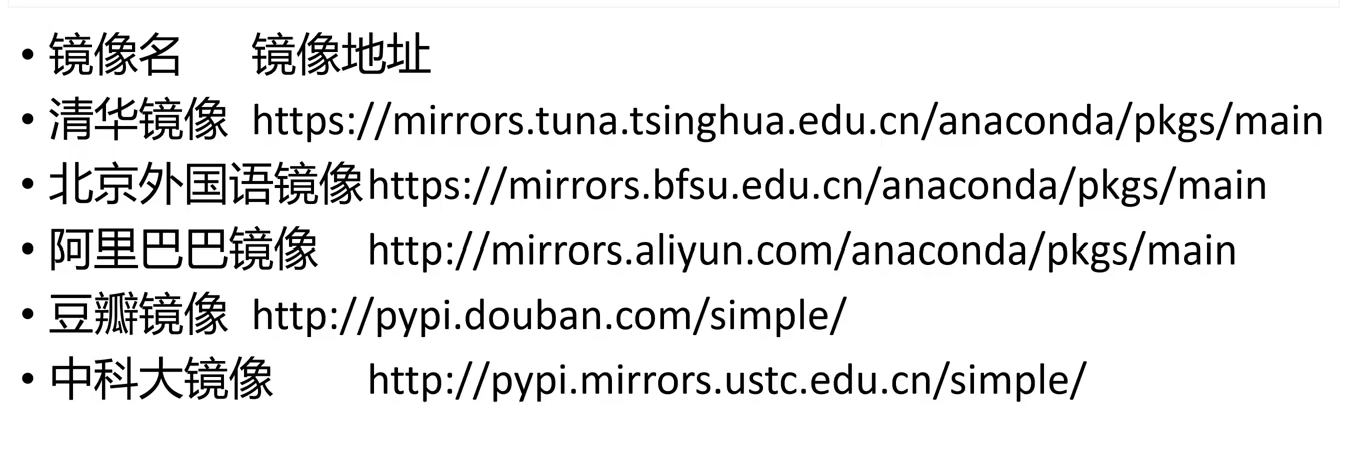 • 镜像名 镜像地址
• 清华镜像 https://mirrors.tuna.tsinghua.edu.cn/anaconda/pkgs/main
• 北京外国语镜像https://mirrors.bfsu.edu.cn/anaconda/pkgs/main
• 阿里巴巴镜像 http://mirrors.aliyun.com/anaconda/pkgs/main
• 豆瓣镜像 http://pypi.douban.com/simple/
• 中科大镜像 http://pypi.mirrors.ustc.edu.cn/simple/